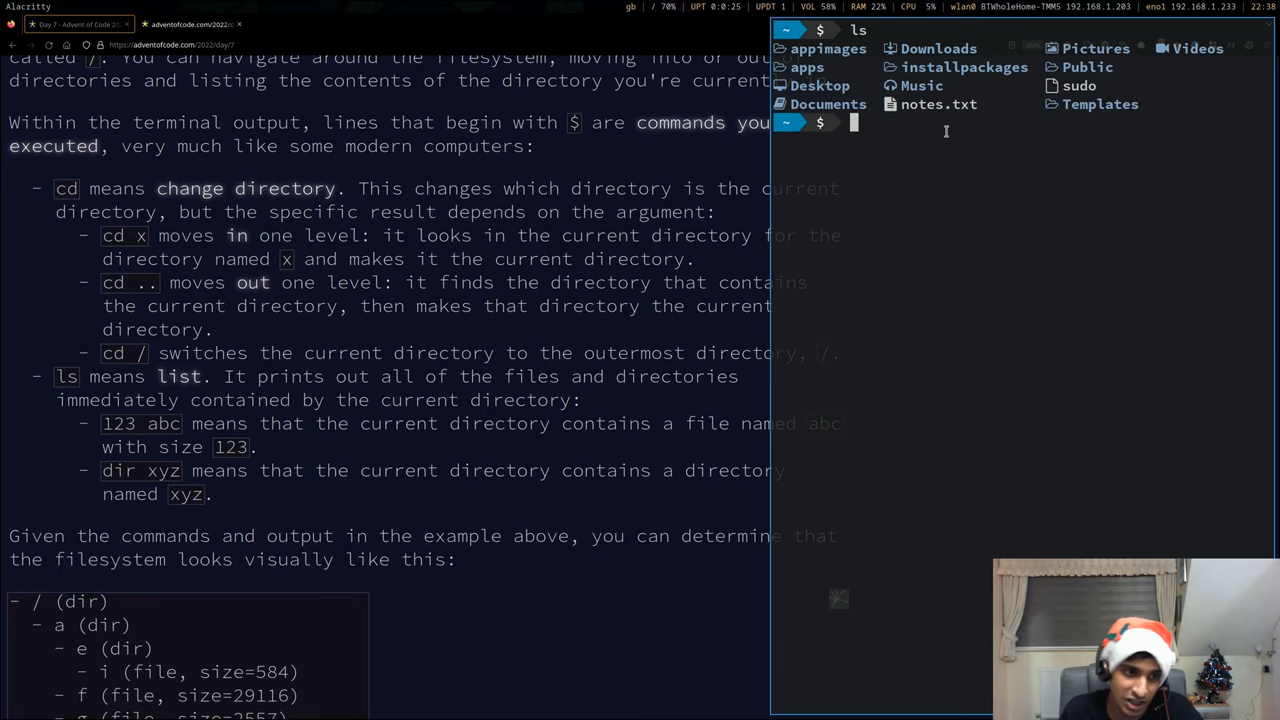 Alacritty
gb | / 70% | UPT 0:0:25 | UPDT 1 | VOL 58% | RAM 22% | CPU 5% | wlan0 BTWholeHome-TMM5 192.168.1.203 | eno1 192.168.1.233 | 22:38
Day 7 - Advent of Code 20
adventofcode.com/2022/d
https://adventofcode.com/2022/day/7
called /. You can navigate around the filesystem, moving into or out o
directories and listing the contents of the directory you're current
Within the terminal output, lines that begin with $ are commands you
executed, very much like some modern computers:
- cd means change directory. This changes which directory is the current
directory, but the specific result depends on the argument:
- cd x moves in one level: it looks in the current directory for the
directory named x and makes it the current directory.
- cd .. moves out one level: it finds the directory that contains
the current directory, then makes that directory the current
directory.
- cd / switches the current directory to the outermost directory, /.
- ls means list. It prints out all of the files and directories
immediately contained by the current directory:
- 123 abc means that the current directory contains a file named abc
with size 123.
- dir xyz means that the current directory contains a directory
named xyz.
Given the commands and output in the example above, you can determine that
the filesystem looks visually like this:
- / (dir)
- a (dir)
- e (dir)
- i (file, size=584)
- f (file, size=29116)
- g (file, size=2557)
~ $ ls
appimages Downloads Pictures Videos
apps installpackages Public
Desktop Music sudo
Documents notes.txt Templates
~ $